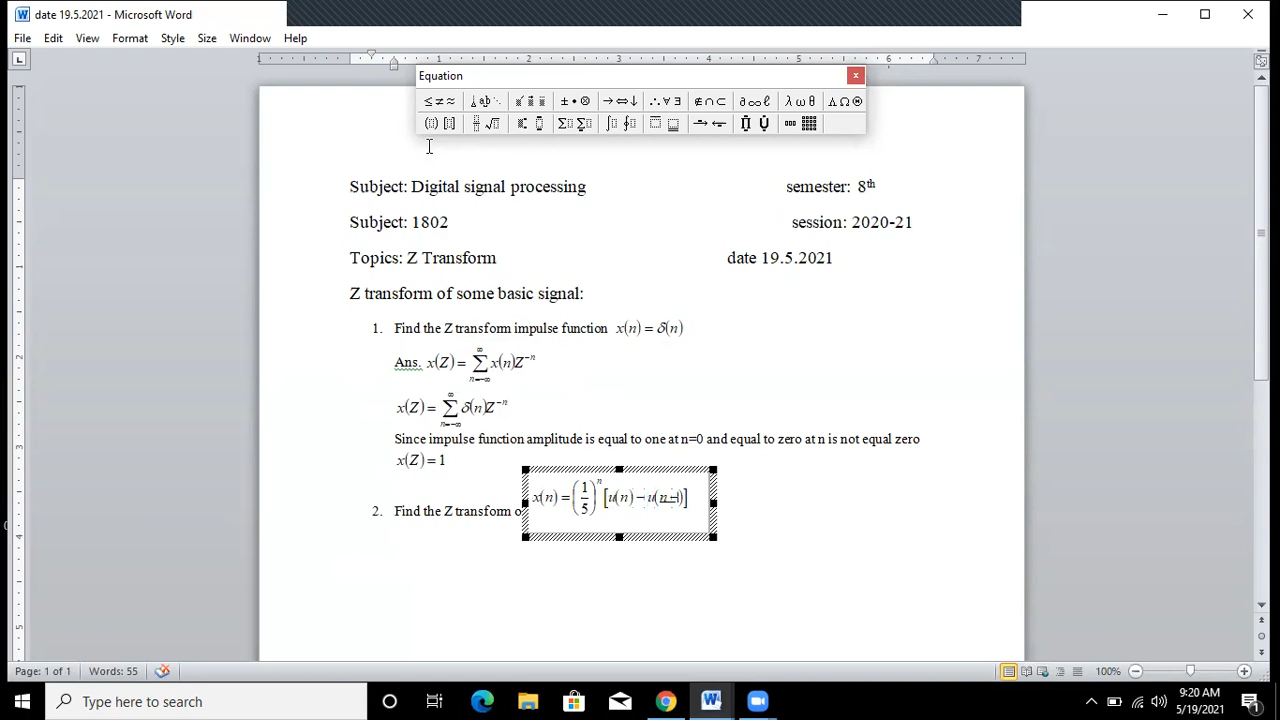 date 19.5.2021 - Microsoft Word
File Edit View Format Style Size Window Help
Equation
Subject: Digital signal processing semester: 8th
Subject: 1802 session: 2020-21
Topics: Z Transform date 19.5.2021
Z transform of some basic signal:
1. Find the Z transform impulse function x(n) = δ(n)
Ans. x(Z) = ∑_{n=-∞}^{∞} x(n)Z^{-n}
x(Z) = ∑_{n=-∞}^{∞} δ(n)Z^{-n}
Since impulse function amplitude is equal to one at n=0 and equal to zero at n is not equal zero
x(Z) = 1
2. Find the Z transform o x(n) = (1/5)^n [u(n) − u(n−)]
Page: 1 of 1 Words: 55 100%
Type here to search
9:20 AM
5/19/2021